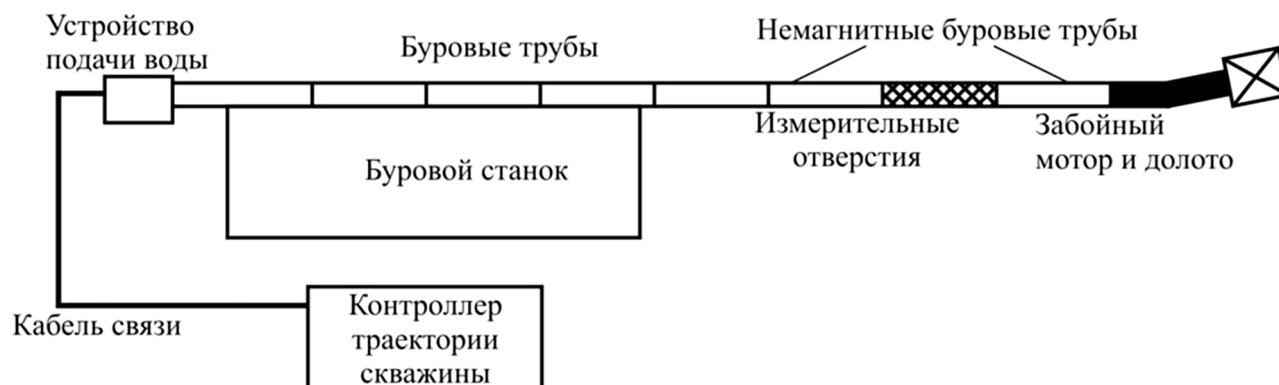 Устройство
подачи воды
Буровые трубы
Немагнитные буровые трубы
Измерительные
отверстия
Забойный
мотор и долото
Буровой станок
Кабель связи
Контроллер
траектории
скважины